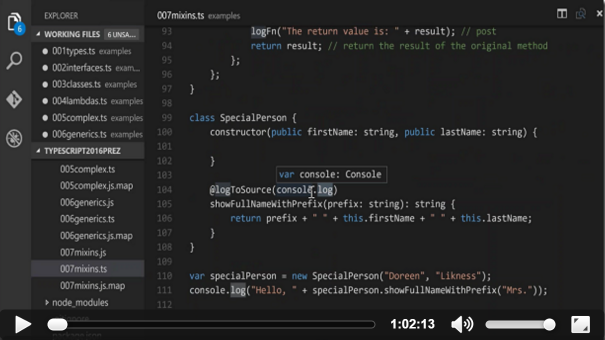 EXPLORER
007mixins.ts examples
6
WORKING FILES 6 UNSA...
001types.ts examples
002interfaces.ts exam...
003classes.ts examples
004lambdas.ts examples
005complex.ts examples
006generics.ts examples
TYPESCRIPT2016PREZ
005complex.ts
005complex.js.map
006generics.js
006generics.ts
006generics.js.map
007mixins.js
007mixins.ts
007mixins.js.map
node_modules
93 logFn("The return value is: " + result); // post
94 return result; // return the result of the original method
95 };
96 };
97 }
98
99 class SpecialPerson {
100 constructor(public firstName: string, public lastName: string) {
101
102 }
103 var console: Console
104 @logToSource(console.log)
105 showFullNameWithPrefix(prefix: string): string {
106 return prefix + " " + this.firstName + " " + this.lastName;
107 }
108 }
109
110 var specialPerson = new SpecialPerson("Doreen", "Likness");
111 console.log("Hello, " + specialPerson.showFullNameWithPrefix("Mrs."));
112
1:02:13